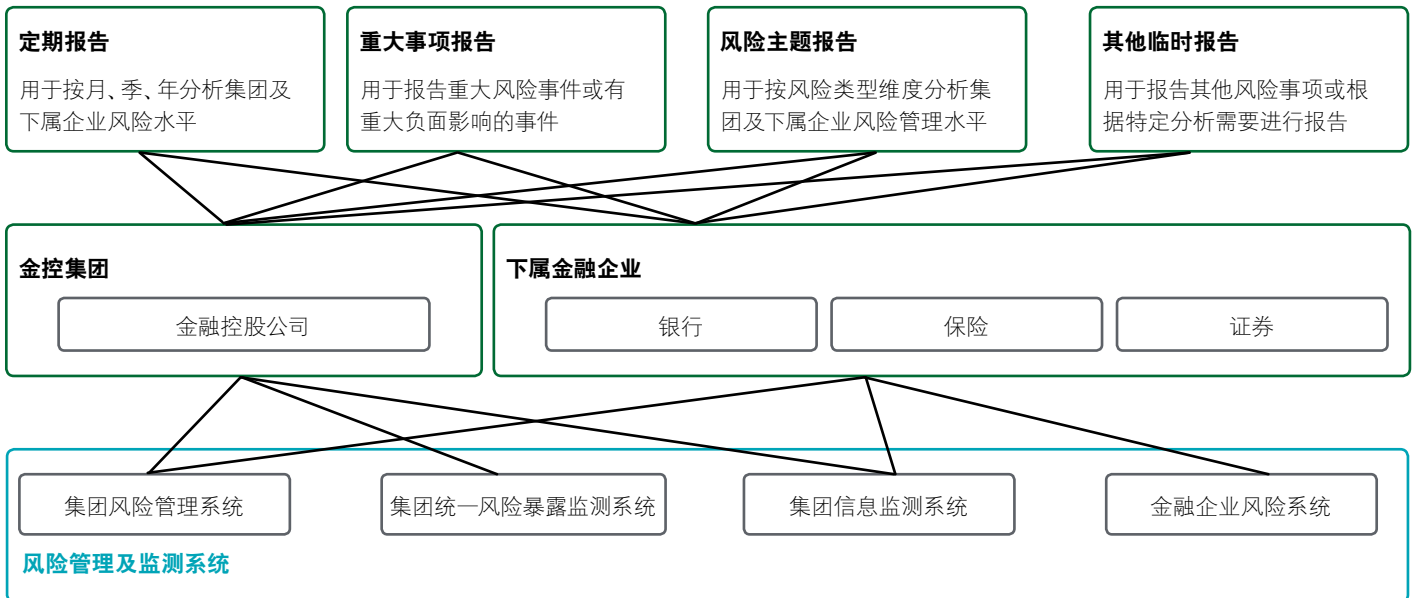 定期报告
用于按月、季、年分析集团及
下属企业风险水平
重大事项报告
用于报告重大风险事件或有
重大负面影响的事件
风险主题报告
用于按风险类型维度分析集
团及下属企业风险管理水平
其他临时报告
用于报告其他风险事项或根
据特定分析需要进行报告
金控集团
金融控股公司
下属金融企业
银行
保险
证券
集团风险管理系统
集团统一风险暴露监测系统
集团信息监测系统
金融企业风险系统
风险管理及监测系统